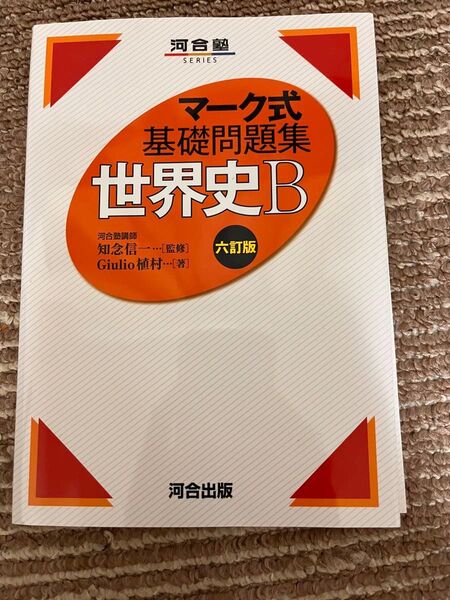 河合塾
SERIES
マーク式
基礎問題集
世界史B
河合塾講師
知念信一…[監修]
Giulio植村…[著]
六訂版
河合出版